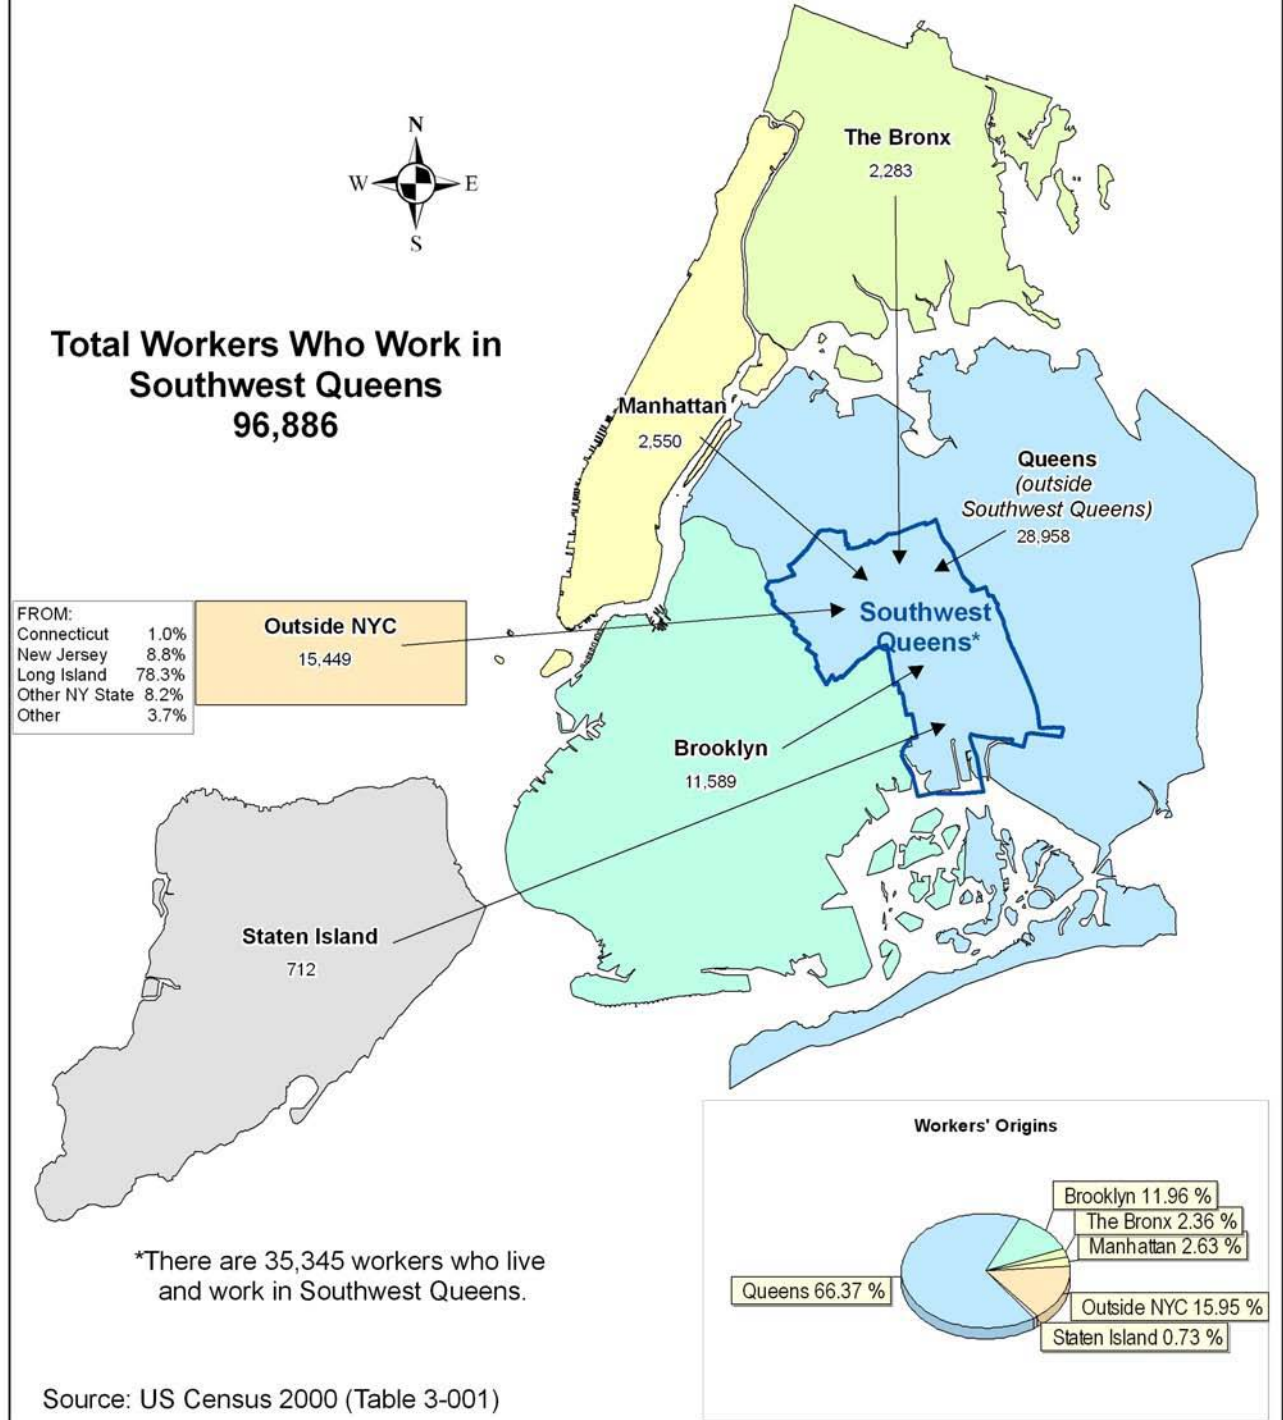 N
W E
S
Total Workers Who Work in
Southwest Queens
96,886
The Bronx
2,283
Manhattan
2,550
Queens
(outside
Southwest Queens)
28,958
Southwest
Queens*
FROM:
Connecticut 1.0%
New Jersey 8.8%
Long Island 78.3%
Other NY State 8.2%
Other 3.7%
Outside NYC
15,449
Brooklyn
11,589
Staten Island
712
*There are 35,345 workers who live
and work in Southwest Queens.
Workers' Origins
Brooklyn 11.96 %
The Bronx 2.36 %
Manhattan 2.63 %
Queens 66.37 %
Outside NYC 15.95 %
Staten Island 0.73 %
Source: US Census 2000 (Table 3-001)